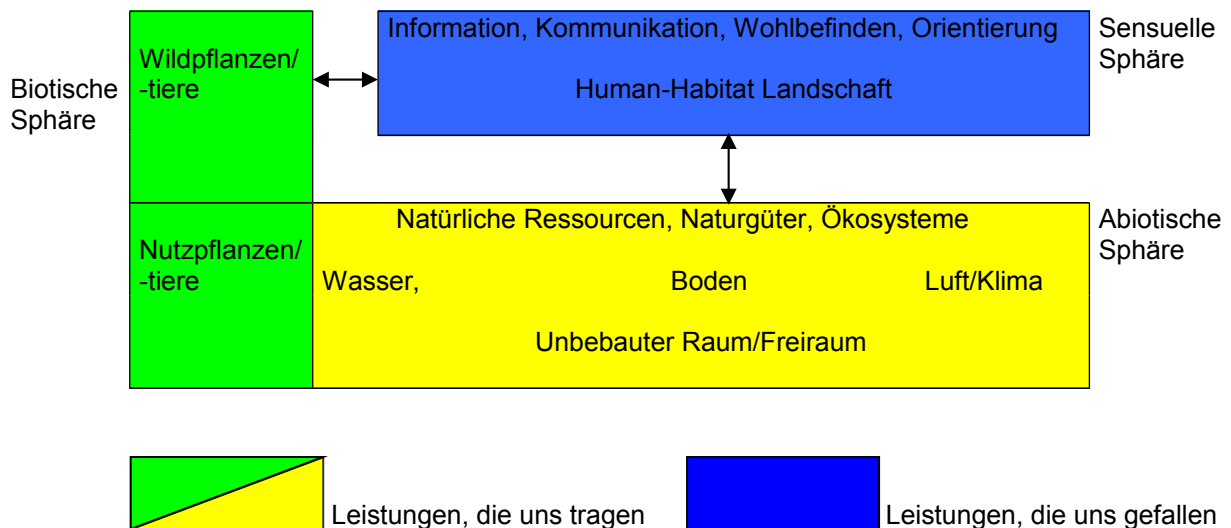 Biotische
Sphäre
Wildpflanzen/
-tiere
Information, Kommunikation, Wohlbefinden, Orientierung
Human-Habitat Landschaft
Sensuelle
Sphäre
Nutzpflanzen/
-tiere
Natürliche Ressourcen, Naturgüter, Ökosysteme
Wasser, Boden Luft/Klima
Unbebauter Raum/Freiraum
Abiotische
Sphäre
Leistungen, die uns tragen
Leistungen, die uns gefallen